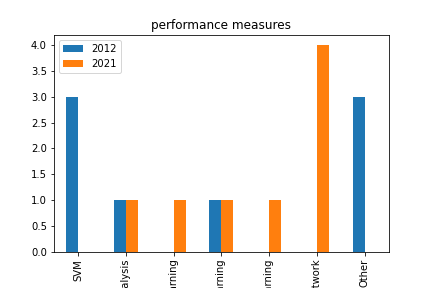 performance measures
2012
2021
4.0
3.5
3.0
2.5
2.0
1.5
1.0
0.5
0.0
SVM
alysis
rning
rning
rning
twork
Other